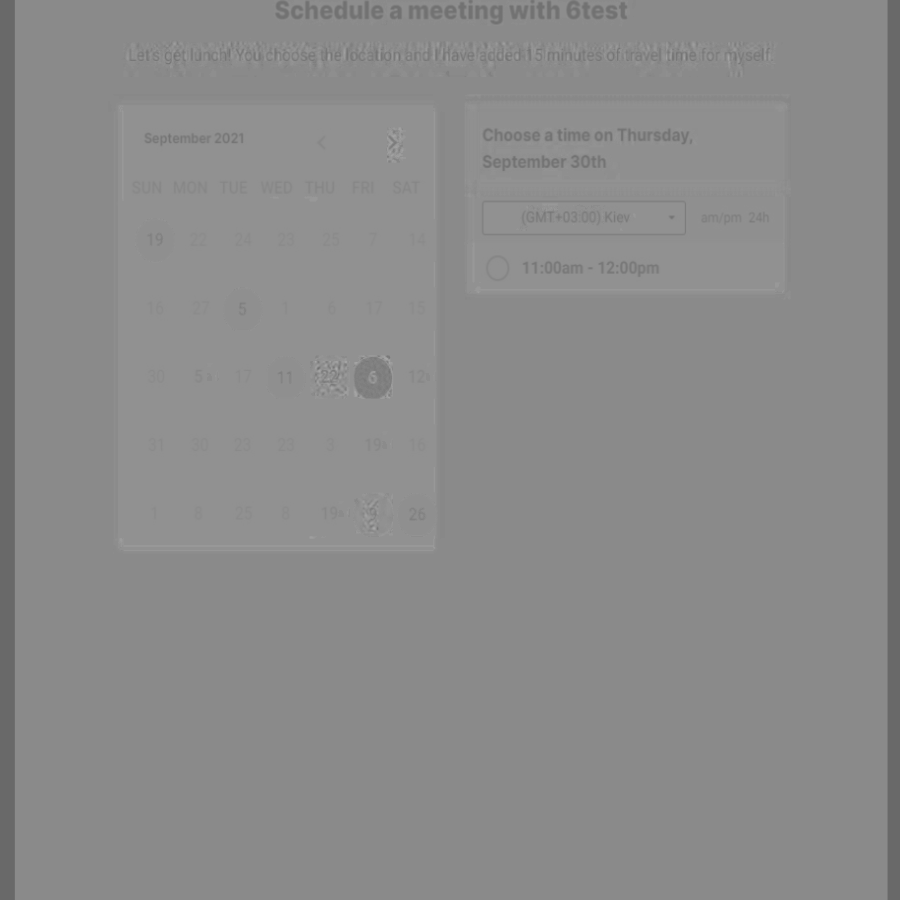 Schedule a meeting with 6test
Let's get lunch! You choose the location and I have added 15 minutes of travel time for myself.
September 2021
SUN MON TUE WED THU FRI SAT
19 22 24 23 25 7 14
16 27 5 1 6 17 15
30 5 17 11 6 12
31 30 23 23 19 16
1 8 25 8 19 26
Choose a time on Thursday,
September 30th
(GMT+03:00) Kiev am/pm 24h
11:00am - 12:00pm